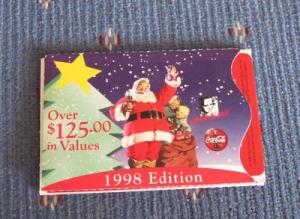 Over
$125.00
in Values
Coca-Cola
1998 Edition